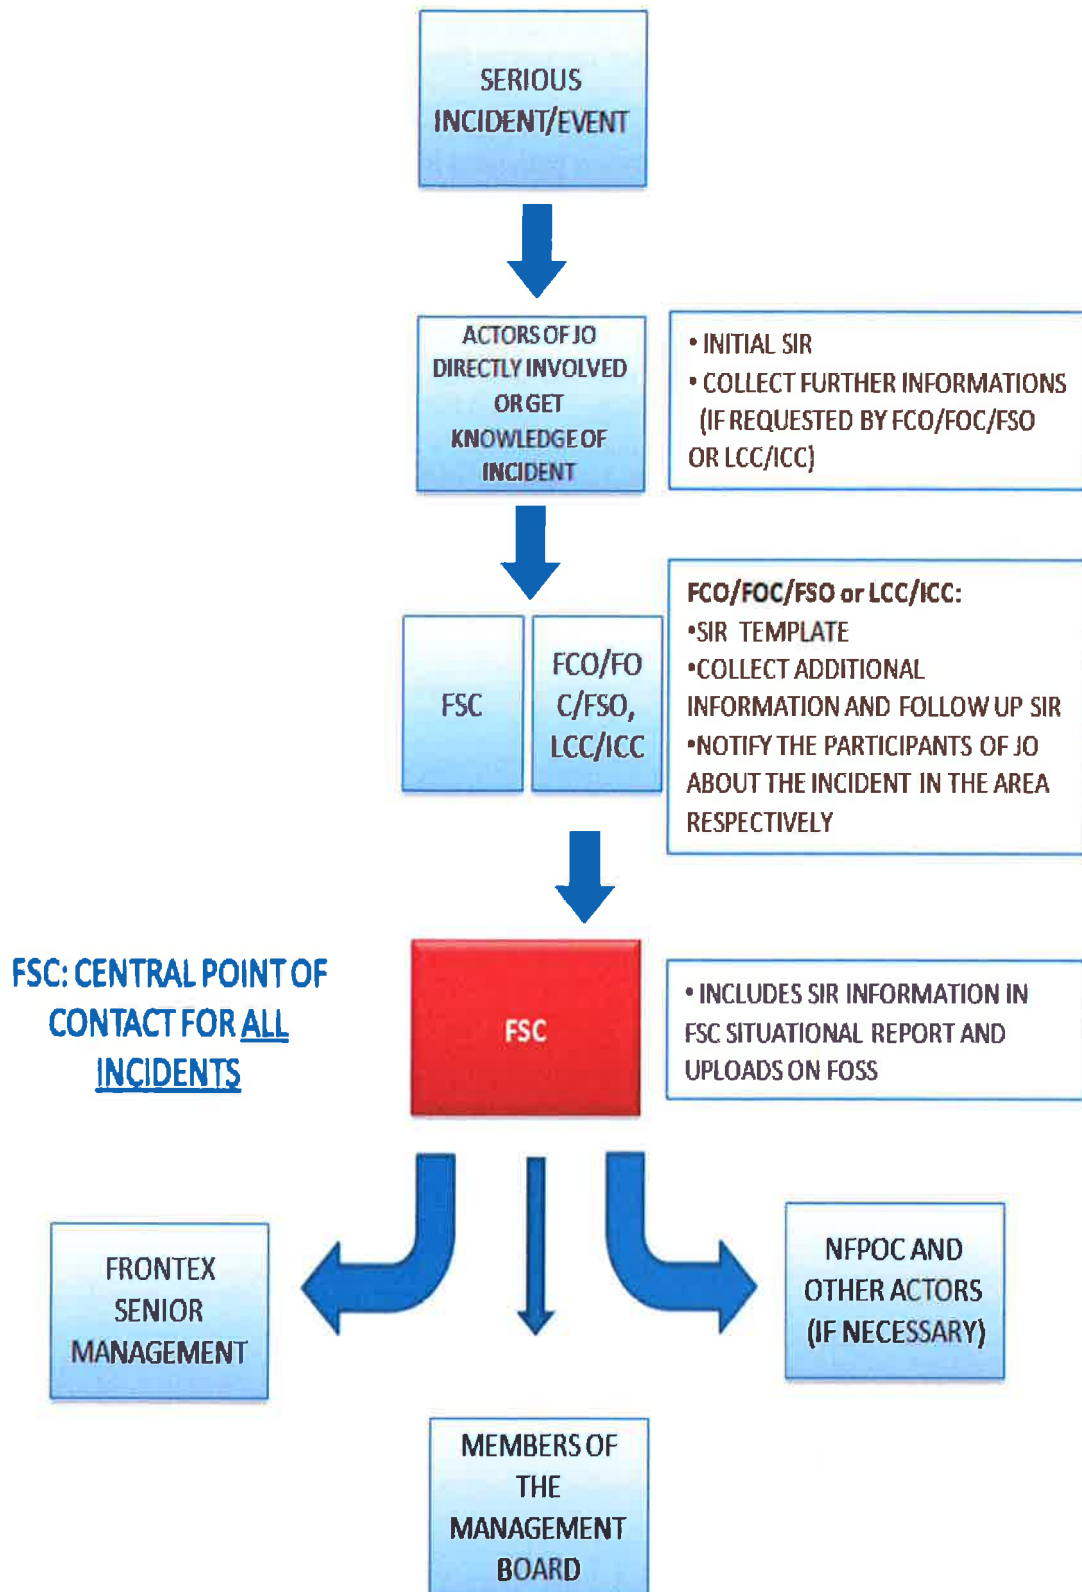 SERIOUS
INCIDENT/EVENT
ACTORS OF JO
DIRECTLY INVOLVED
OR GET
KNOWLEDGE OF
INCIDENT
• INITIAL SIR
• COLLECT FURTHER INFORMATIONS
(IF REQUESTED BY FCO/FOC/FSO
OR LCC/ICC)
FSC
FCO/FO
C/FSO,
LCC/ICC
FCO/FOC/FSO or LCC/ICC:
•SIR TEMPLATE
•COLLECT ADDITIONAL
INFORMATION AND FOLLOW UP SIR
•NOTIFY THE PARTICIPANTS OF JO
ABOUT THE INCIDENT IN THE AREA
RESPECTIVELY
FSC: CENTRAL POINT OF
CONTACT FOR ALL
INCIDENTS
FSC
• INCLUDES SIR INFORMATION IN
FSC SITUATIONAL REPORT AND
UPLOADS ON FOSS
FRONTEX
SENIOR
MANAGEMENT
NFPOC AND
OTHER ACTORS
(IF NECESSARY)
MEMBERS OF
THE
MANAGEMENT
BOARD